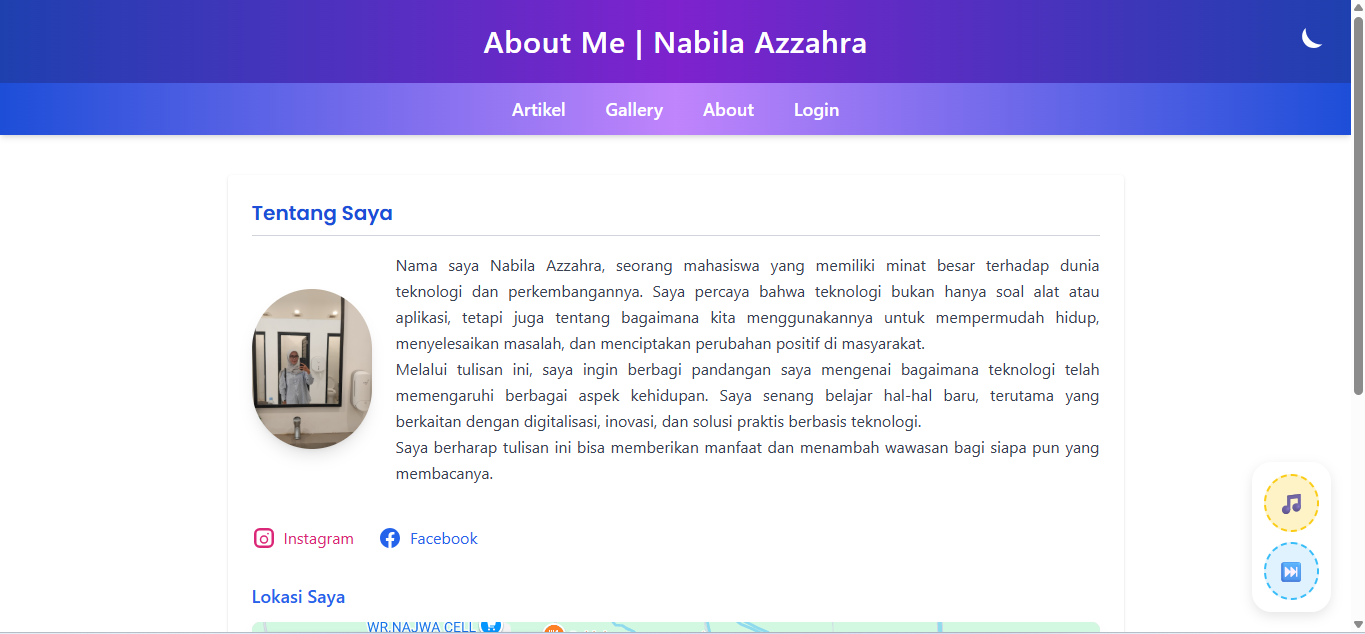 About Me | Nabila Azzahra
Artikel Gallery About Login
Tentang Saya
Nama saya Nabila Azzahra, seorang mahasiswa yang memiliki minat besar terhadap dunia
teknologi dan perkembangannya. Saya percaya bahwa teknologi bukan hanya soal alat atau
aplikasi, tetapi juga tentang bagaimana kita menggunakannya untuk mempermudah hidup,
menyelesaikan masalah, dan menciptakan perubahan positif di masyarakat.
Melalui tulisan ini, saya ingin berbagi pandangan saya mengenai bagaimana teknologi telah
memengaruhi berbagai aspek kehidupan. Saya senang belajar hal-hal baru, terutama yang
berkaitan dengan digitalisasi, inovasi, dan solusi praktis berbasis teknologi.
Saya berharap tulisan ini bisa memberikan manfaat dan menambah wawasan bagi siapa pun yang
membacanya.
Instagram Facebook
Lokasi Saya
WR.NAJWA CELL